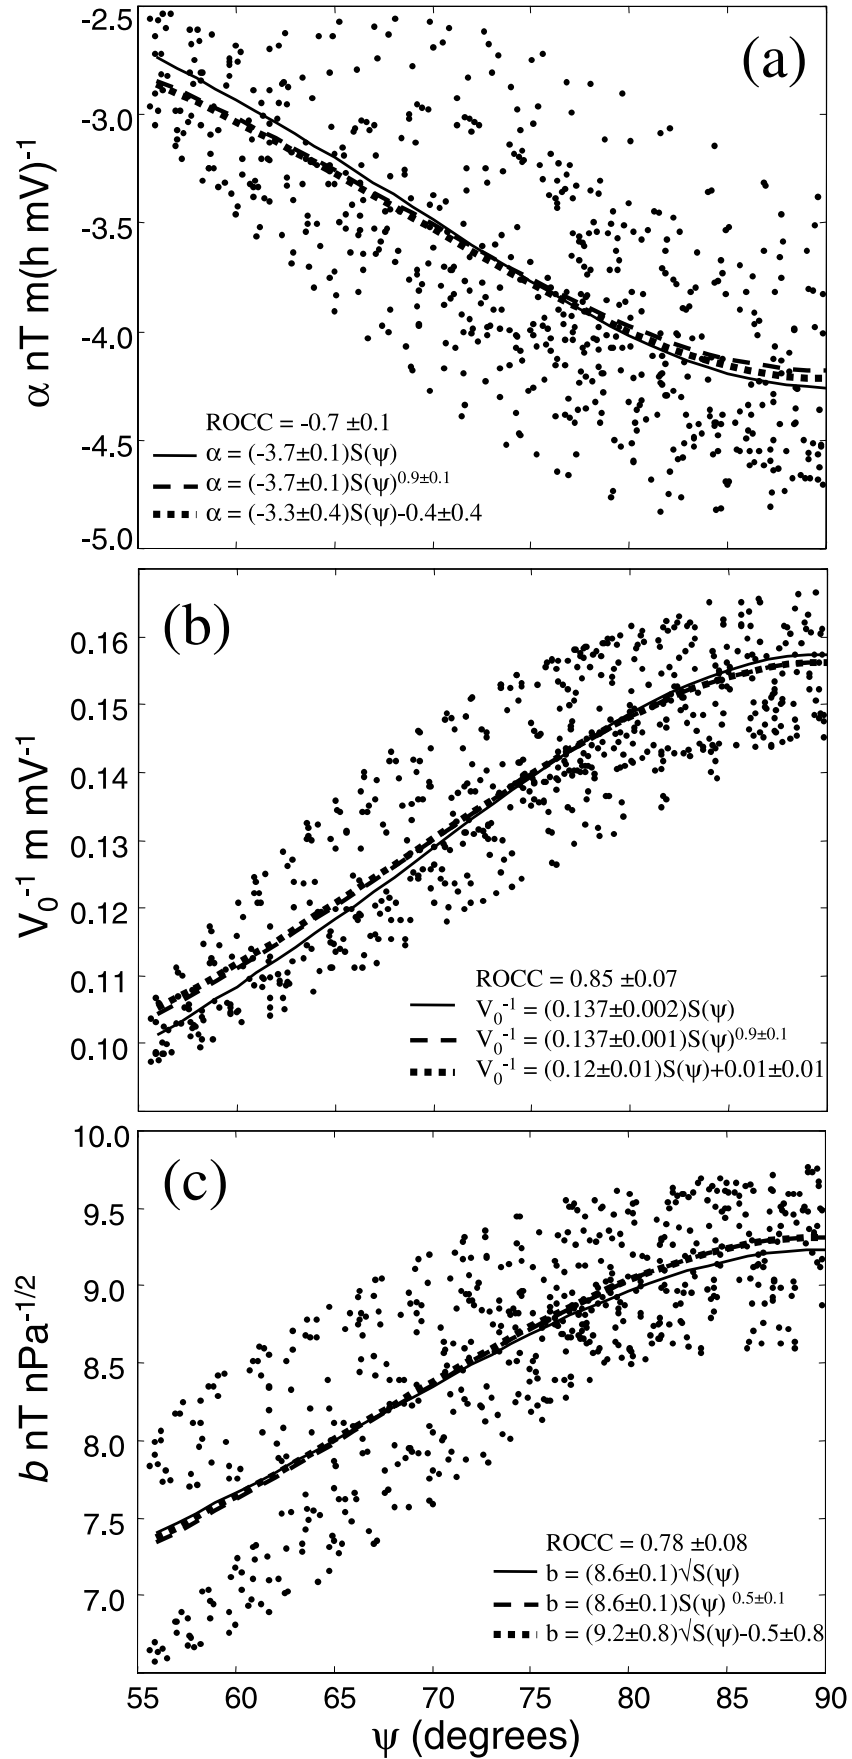 -2.5
(a)
-3.0
-3.5
-4.0
-4.5
-5.0
α nT m(h mV)⁻¹
ROCC = -0.7 ±0.1
α = (-3.7±0.1)S(ψ)
α = (-3.7±0.1)S(ψ)⁰·⁹±⁰·¹
α = (-3.3±0.4)S(ψ)-0.4±0.4
(b)
0.16
0.15
0.14
0.13
0.12
0.11
0.10
V₀⁻¹ m mV⁻¹
ROCC = 0.85 ±0.07
V₀⁻¹ = (0.137±0.002)S(ψ)
V₀⁻¹ = (0.137±0.001)S(ψ)⁰·⁹±⁰·¹
V₀⁻¹ = (0.12±0.01)S(ψ)+0.01±0.01
10.0
(c)
9.5
9.0
8.5
8.0
7.5
7.0
b nT nPa⁻¹/²
ROCC = 0.78 ±0.08
b = (8.6±0.1)√S(ψ)
b = (8.6±0.1)S(ψ) ⁰·⁵±⁰·¹
b = (9.2±0.8)√S(ψ)-0.5±0.8
55 60 65 70 75 80 85 90
ψ (degrees)